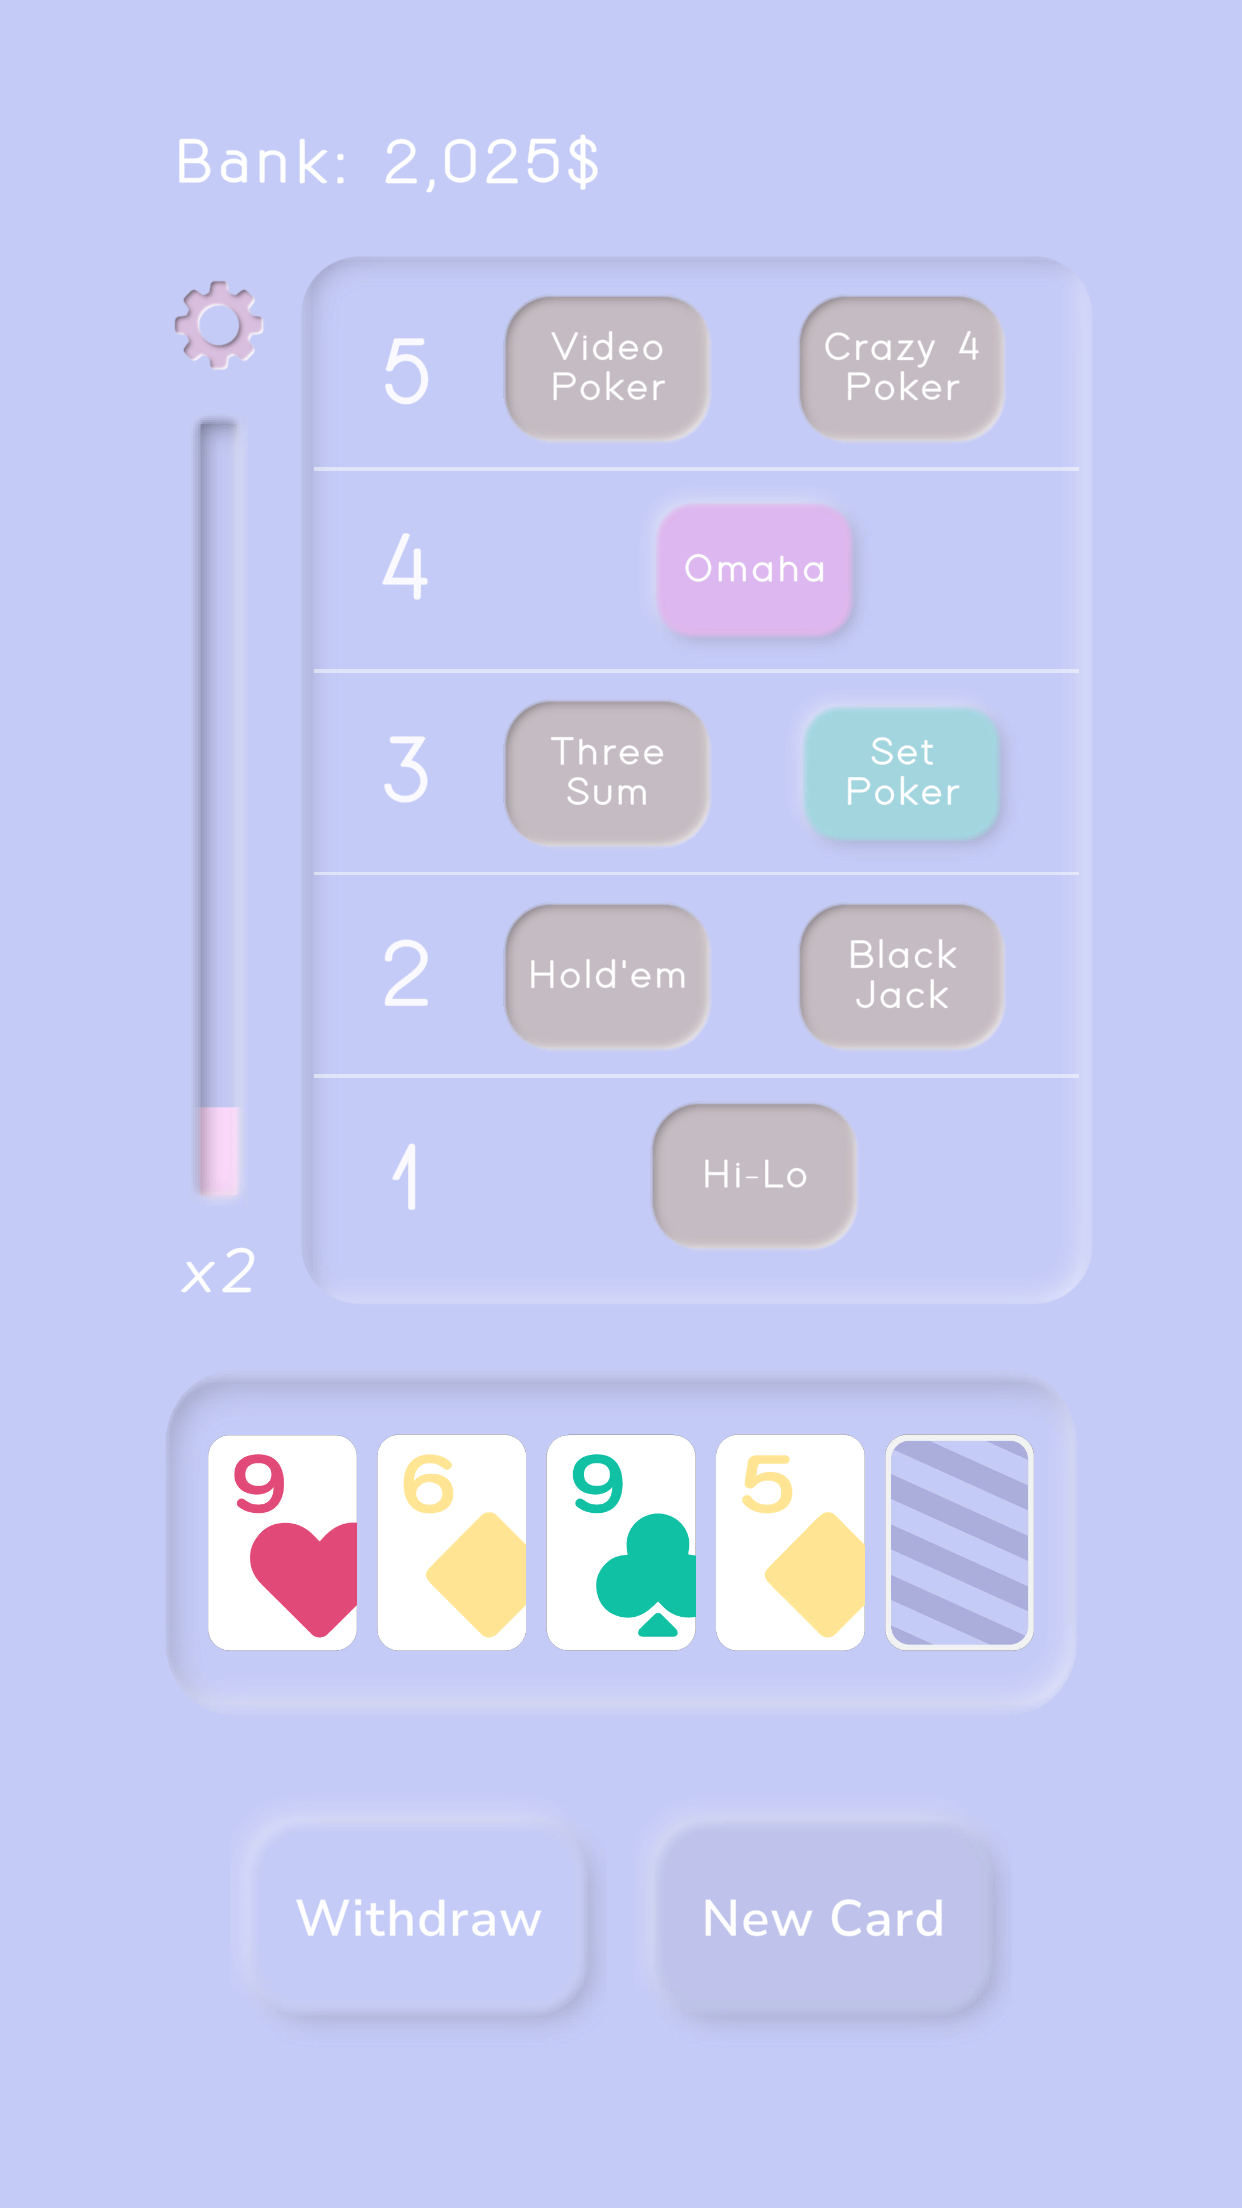 Bank: 2,025$
5
Video
Poker
Crazy 4
Poker
4
Omaha
3
Three
Sum
Set
Poker
2
Hold'em
Black
Jack
1
Hi-Lo
x2
9
6
9
5
Withdraw
New Card